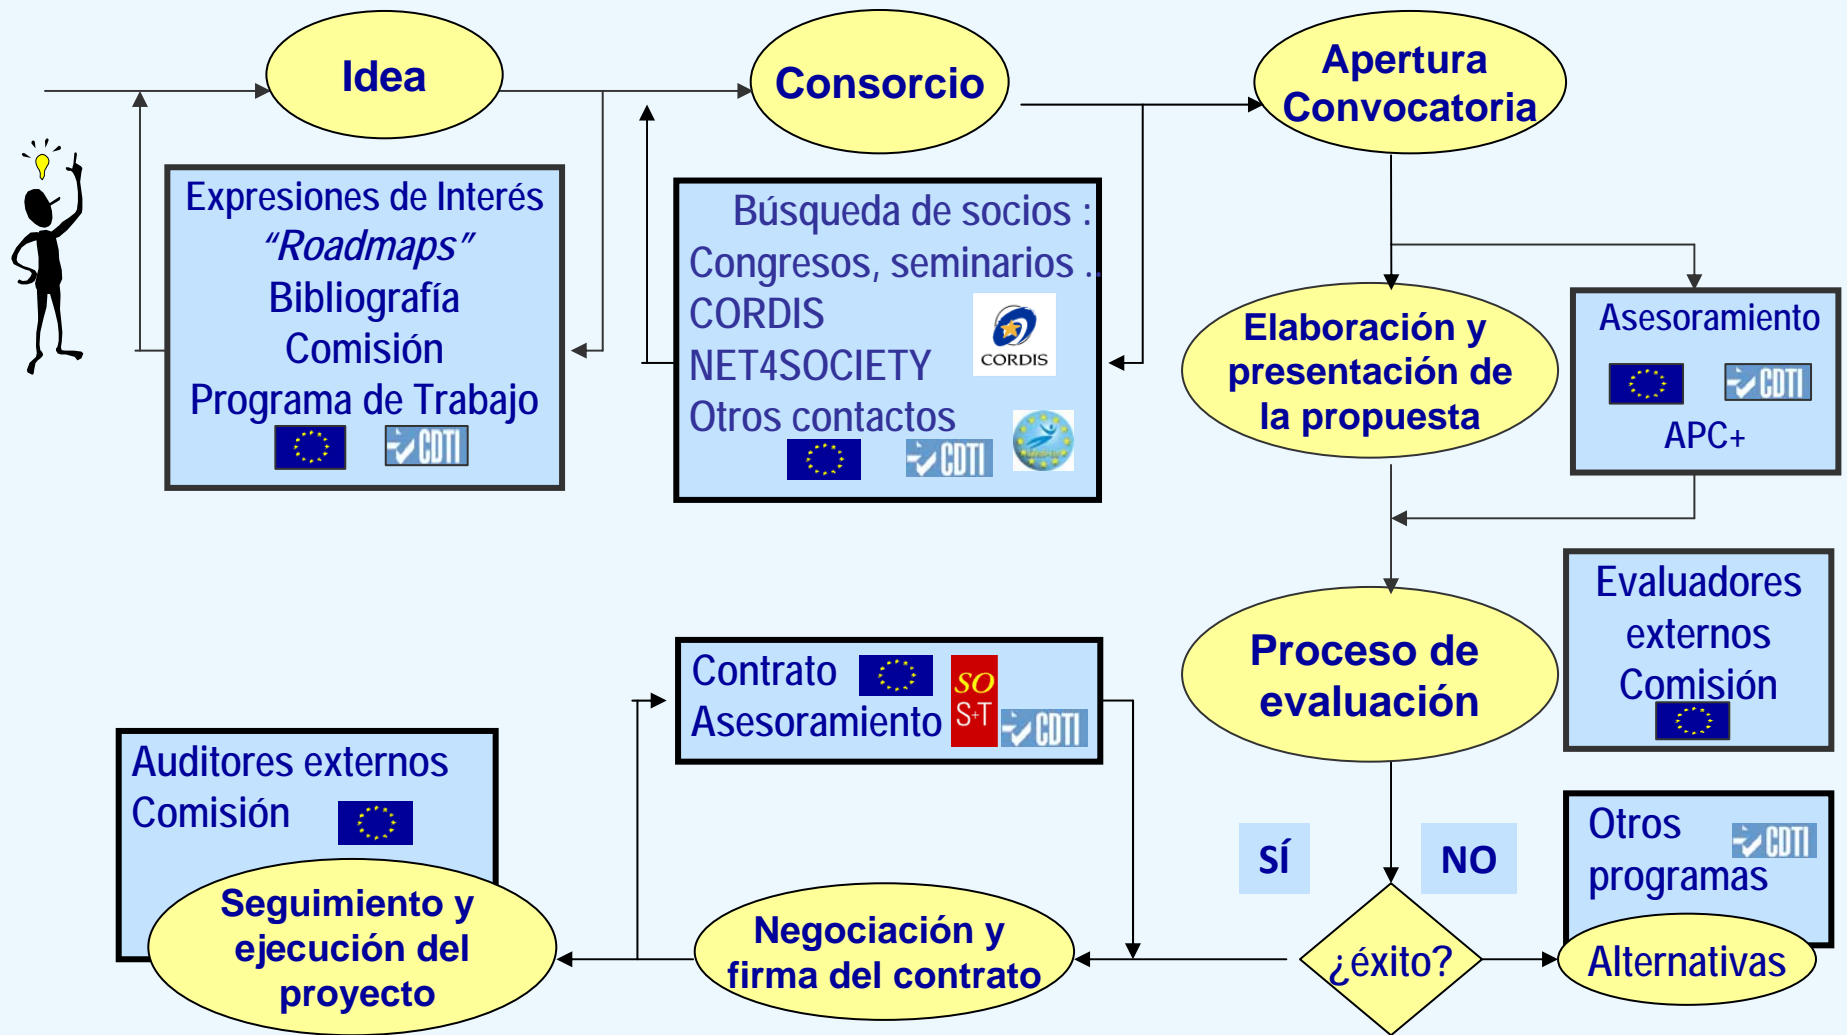 Idea
Consorcio
Apertura
Convocatoria
Expresiones de Interés
“Roadmaps”
Bibliografía
Comisión
Programa de Trabajo
CDTI
Búsqueda de socios :
Congresos, seminarios ..
CORDIS
NET4SOCIETY
Otros contactos
CORDIS
CDTI
Elaboración y
presentación de
la propuesta
Asesoramiento
CDTI
APC+
Proceso de
evaluación
Evaluadores
externos
Comisión
Contrato
Asesoramiento
SO
S+T
CDTI
Auditores externos
Comisión
Seguimiento y
ejecución del
proyecto
Negociación y
firma del contrato
SÍ
NO
¿éxito?
Otros
programas
CDTI
Alternativas